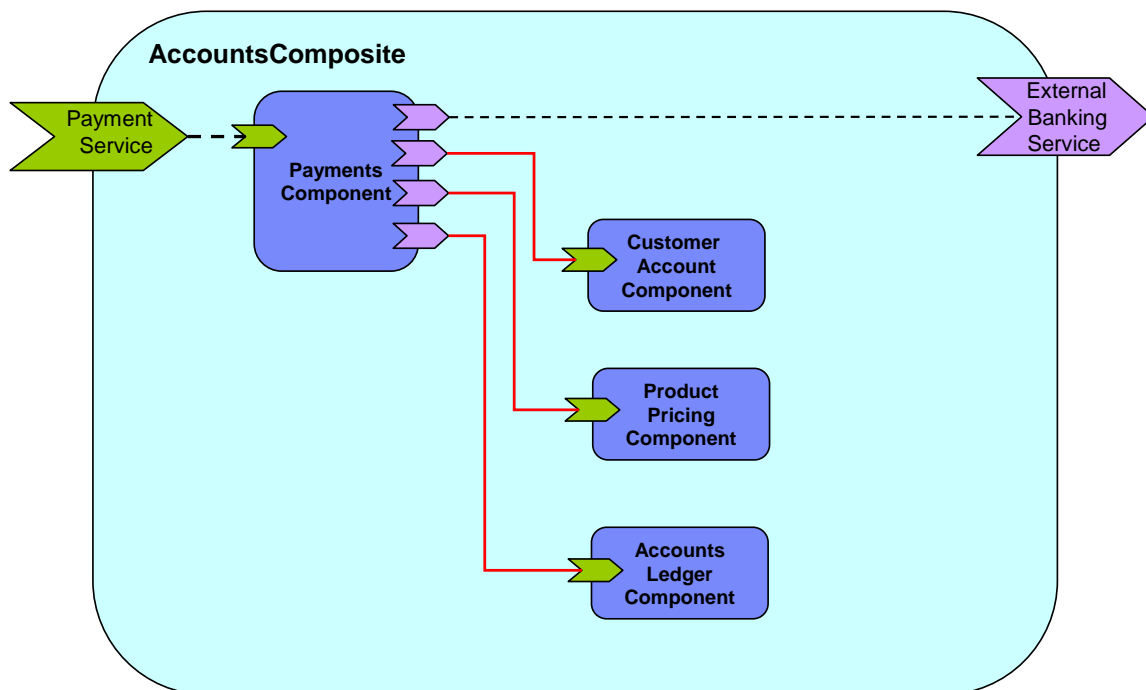 AccountsComposite
Payment
Service
External
Banking
Service
Payments
Component
Customer
Account
Component
Product
Pricing
Component
Accounts
Ledger
Component